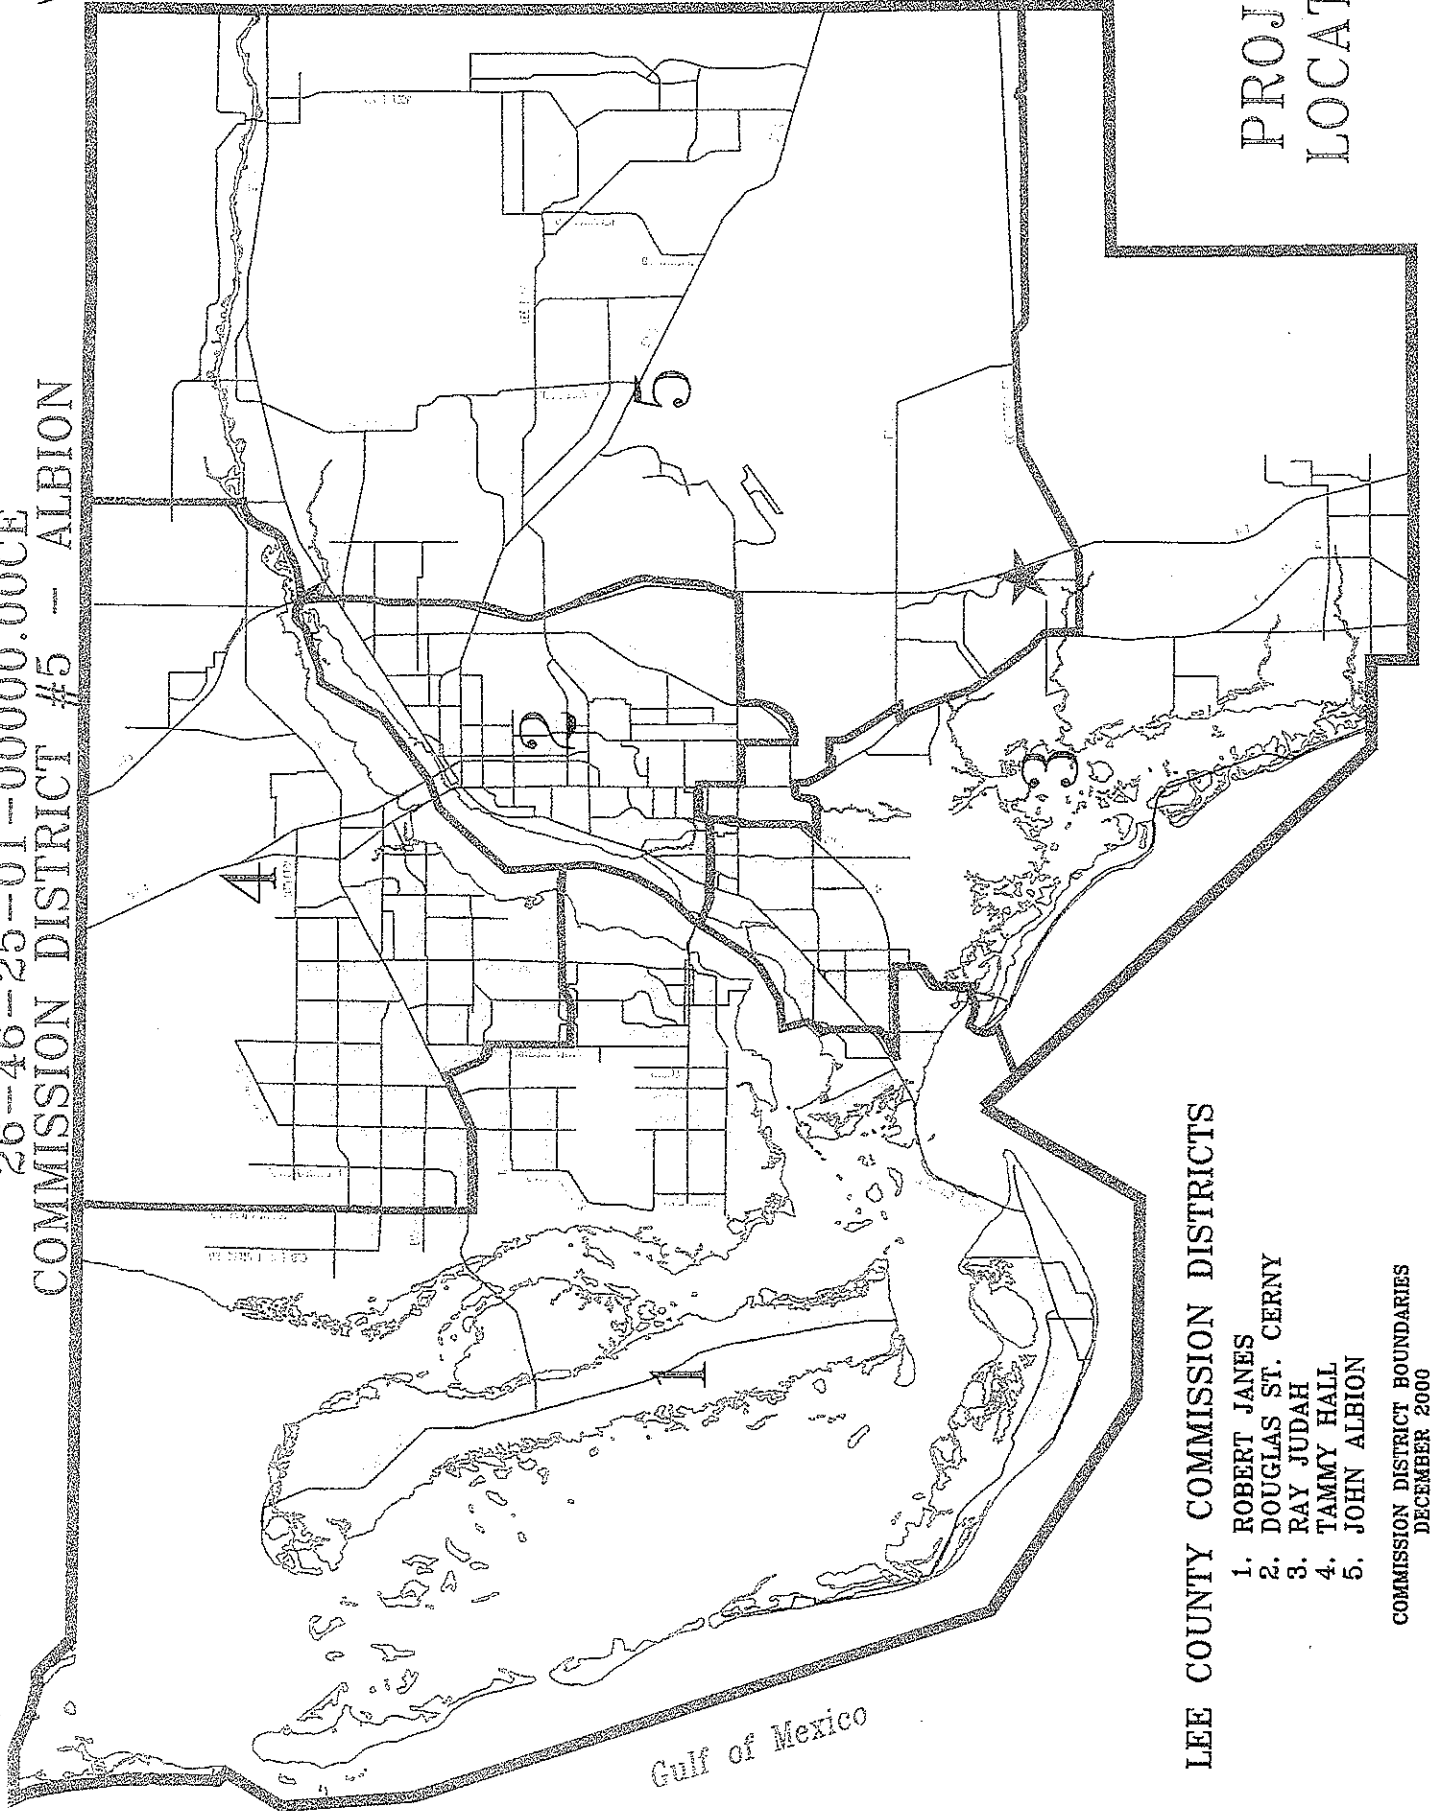 26-46-25-01-00000.00CE
COMMISSION DISTRICT #5 - ALBION
4
5
2
3
1
Gulf of Mexico
PROJ
LOCAT
LEE COUNTY COMMISSION DISTRICTS
1. ROBERT JANES
2. DOUGLAS ST. CERNY
3. RAY JUDAH
4. TAMMY HALL
5. JOHN ALBION
COMMISSION DISTRICT BOUNDARIES
DECEMBER 2000